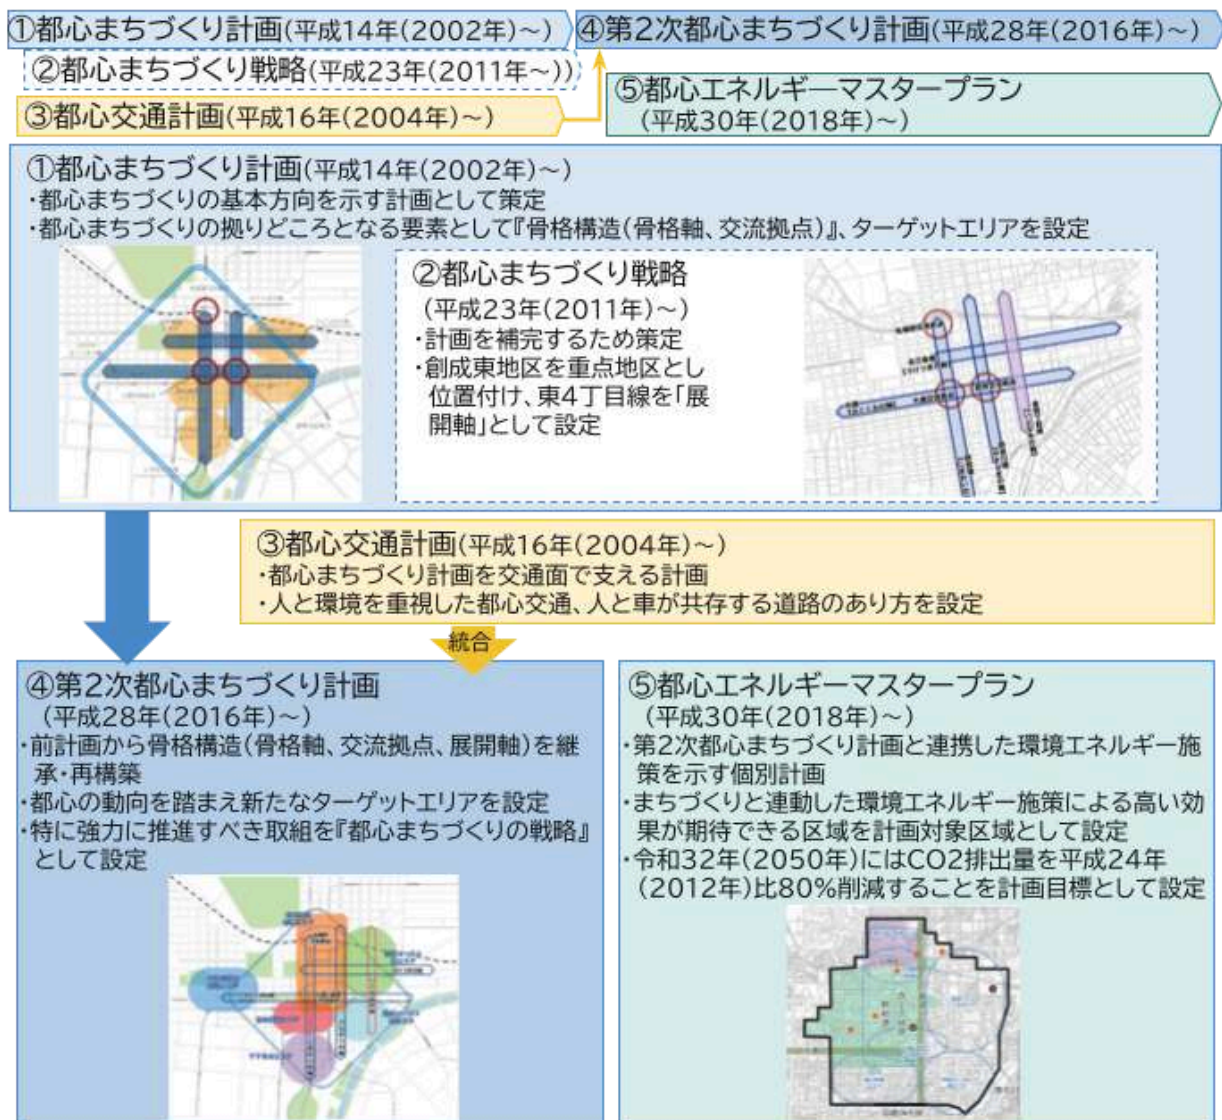 ①都心まちづくり計画(平成14年(2002年)～)
④第2次都心まちづくり計画(平成28年(2016年)～)
②都心まちづくり戦略(平成23年(2011年～))
③都心交通計画(平成16年(2004年)～)
⑤都心エネルギーマスタープラン
(平成30年(2018年)～)
①都心まちづくり計画(平成14年(2002年)～)
・都心まちづくりの基本方向を示す計画として策定
・都心まちづくりの拠りどころとなる要素として『骨格構造(骨格軸、交流拠点)』、ターゲットエリアを設定
②都心まちづくり戦略
(平成23年(2011年)～)
・計画を補完するため策定
・創成東地区を重点地区とし
位置付け、東4丁目線を「展
開軸」として設定
③都心交通計画(平成16年(2004年)～)
・都心まちづくり計画を交通面で支える計画
・人と環境を重視した都心交通、人と車が共存する道路のあり方を設定
統合
④第2次都心まちづくり計画
(平成28年(2016年)～)
・前計画から骨格構造(骨格軸、交流拠点、展開軸)を継
承・再構築
・都心の動向を踏まえ新たなターゲットエリアを設定
・特に強力に推進すべき取組を『都心まちづくりの戦略』
として設定
⑤都心エネルギーマスタープラン
(平成30年(2018年)～)
・第2次都心まちづくり計画と連携した環境エネルギー施
策を示す個別計画
・まちづくりと連動した環境エネルギー施策による高い効
果が期待できる区域を計画対象区域として設定
・令和32年(2050年)にはCO2排出量を平成24年
(2012年)比80%削減することを計画目標として設定